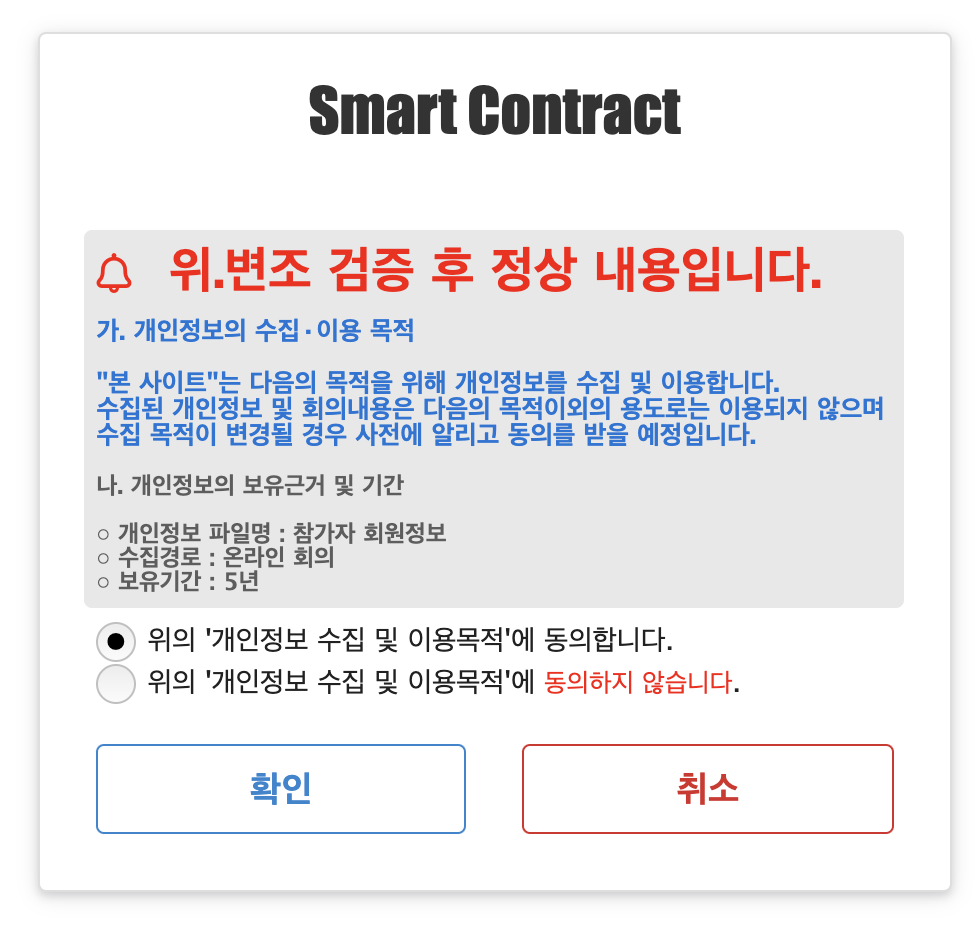 Smart Contract
위.변조 검증 후 정상 내용입니다.
가. 개인정보의 수집·이용 목적
"본 사이트"는 다음의 목적을 위해 개인정보를 수집 및 이용합니다.
수집된 개인정보 및 회의내용은 다음의 목적이외의 용도로는 이용되지 않으며
수집 목적이 변경될 경우 사전에 알리고 동의를 받을 예정입니다.
나. 개인정보의 보유근거 및 기간
○ 개인정보 파일명 : 참가자 회원정보
○ 수집경로 : 온라인 회의
○ 보유기간 : 5년
위의 '개인정보 수집 및 이용목적'에 동의합니다.
위의 '개인정보 수집 및 이용목적'에 동의하지 않습니다.
확인 취소